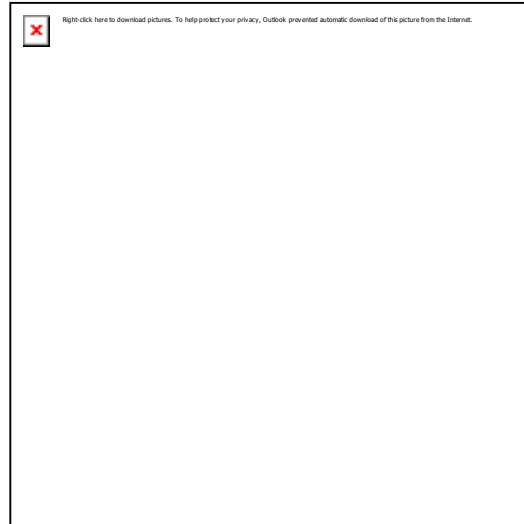 Right-click here to download pictures. To help protect your privacy, Outlook prevented automatic download of this picture from the Internet.